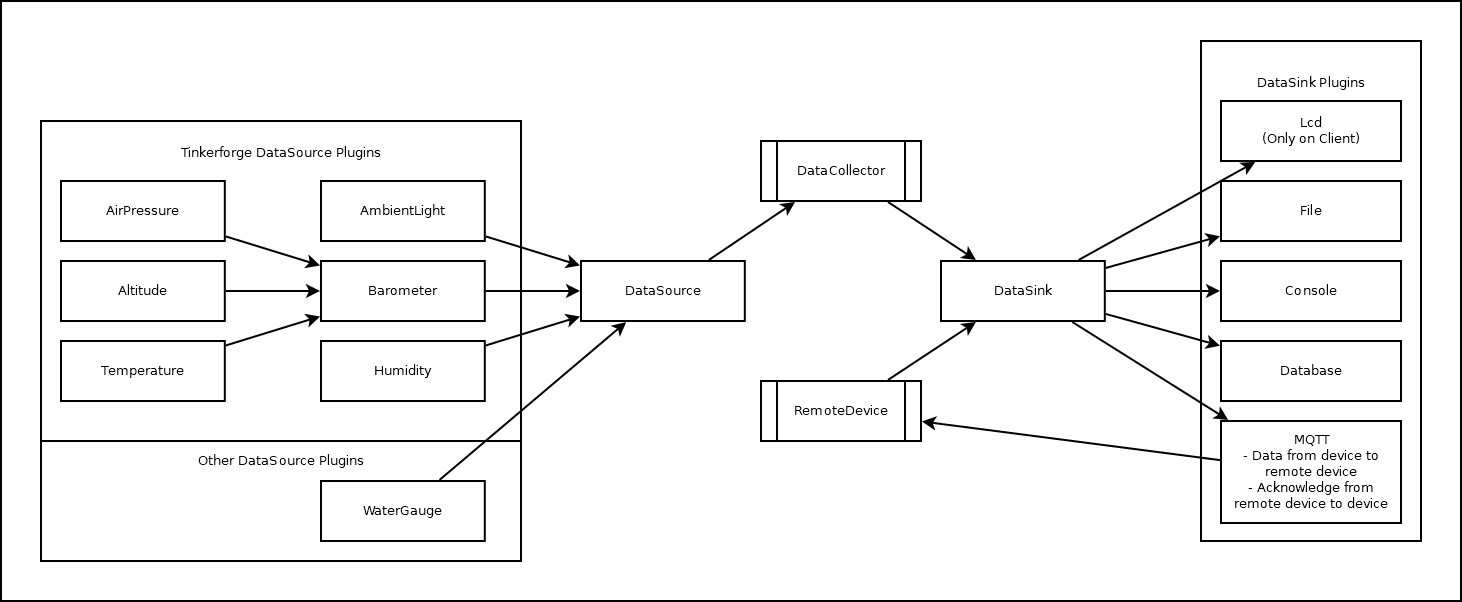 Tinkerforge DataSource Plugins
AirPressure
AmbientLight
Altitude
Barometer
Temperature
Humidity
Other DataSource Plugins
WaterGauge
DataSource
DataCollector
RemoteDevice
DataSink
DataSink Plugins
Lcd
(Only on Client)
File
Console
Database
MQTT
- Data from device to
remote device
- Acknowledge from
remote device to device